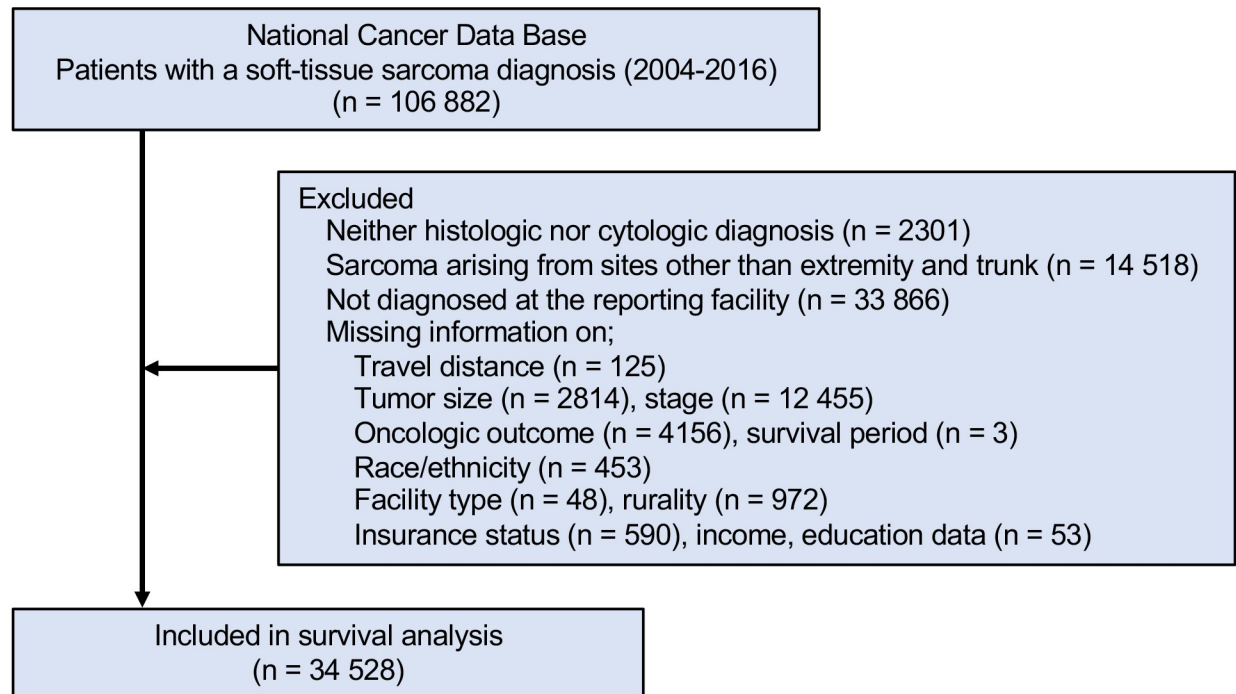 National Cancer Data Base
Patients with a soft-tissue sarcoma diagnosis (2004-2016)
(n = 106 882)
Excluded
Neither histologic nor cytologic diagnosis (n = 2301)
Sarcoma arising from sites other than extremity and trunk (n = 14 518)
Not diagnosed at the reporting facility (n = 33 866)
Missing information on;
Travel distance (n = 125)
Tumor size (n = 2814), stage (n = 12 455)
Oncologic outcome (n = 4156), survival period (n = 3)
Race/ethnicity (n = 453)
Facility type (n = 48), rurality (n = 972)
Insurance status (n = 590), income, education data (n = 53)
Included in survival analysis
(n = 34 528)